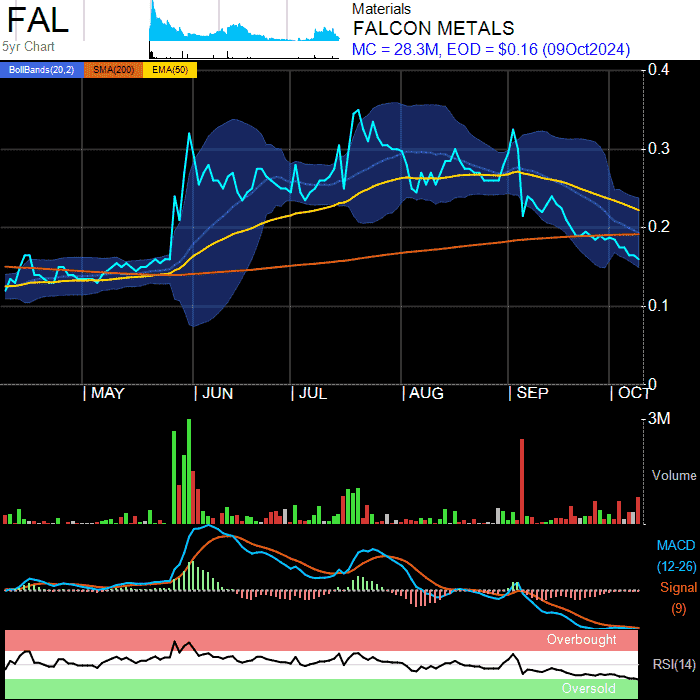 FAL
5yr Chart
Materials
FALCON METALS
MC = 28.3M, EOD = $0.16 (09Oct2024)
BollBands(20,2) SMA(200) EMA(50)
0.4
0.3
0.2
0.1
0
MAY JUN JUL AUG SEP OCT
3M
Volume
MACD
(12-26)
Signal
(9)
Overbought
RSI(14)
Oversold